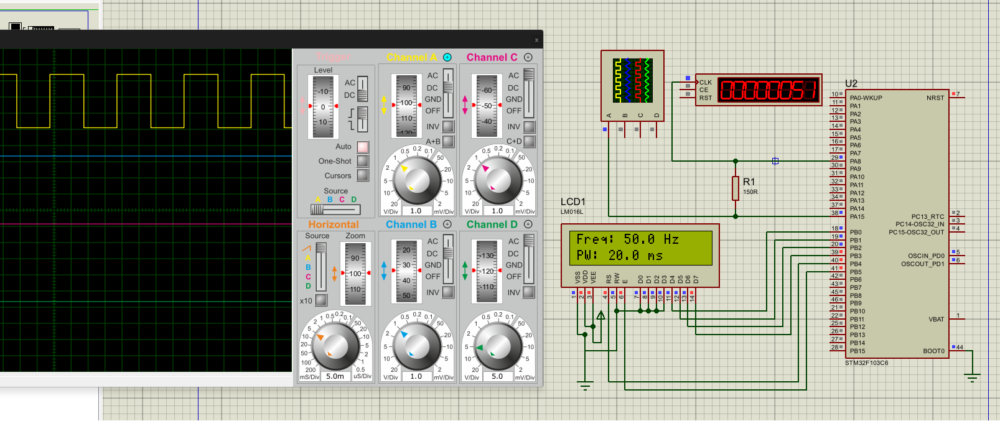 x
Trigger
Level
-10
0
10
AC
DC
Auto
One-Shot
Cursors
Source
A B C D
Channel A
90
100
110
120
AC
DC
GND
OFF
INV
A+B
0.5 0.2 0.1
1 50
2 20
5 10
10 5
20 2
V/Div 1.0 mV/Div
Channel C
-60
-50
-40
AC
DC
GND
OFF
INV
C+D
0.5 0.2 0.1
1 50
2 20
5 10
10 5
20 2
V/Div 1.0 mV/Div
Horizontal
Source
A
B
C
D
x10
Zoom
90
100
110
1 0.5 0.2 0.1
2 50
5 20
10 10
20 5
50 2
100 1
200 0.5
mS/Div 5.0m uS/Div
Channel B
20
30
40
50
AC
DC
GND
OFF
INV
0.5 0.2 0.1
1 50
2 20
5 10
10 5
20 2
V/Div 1.0 mV/Div
Channel D
-130
-120
-110
AC
DC
GND
OFF
INV
0.5 0.2 0.1
1 50
2 20
5 10
10 5
20 2
V/Div 5.0 mV/Div
A B C D
CLK
CE
RST
00000051
R1
150R
LCD1
LM016L
Freq: 50.0 Hz
PW: 20.0 ms
VSS VDD VEE RS RW E D0 D1 D2 D3 D4 D5 D6 D7
1 2 3 4 5 6 7 8 9 10 11 12 13 14
U2
10 PA0-WKUP NRST 7
11 PA1
12 PA2
13 PA3
14 PA4
15 PA5
16 PA6
17 PA7
29 PA8
30 PA9
31 PA10
32 PA11
33 PA12
34 PA13
37 PA14
38 PA15 PC13_RTC 2
PC14-OSC32_IN 3
18 PB0 PC15-OSC32_OUT 4
19 PB1
20 PB2
39 PB3 OSCIN_PD0 5
40 PB4 OSCOUT_PD1 6
41 PB5
42 PB6
43 PB7
45 PB8
46 PB9
21 PB10
22 PB11 VBAT 1
25 PB12
26 PB13
27 PB14
28 PB15 BOOT0 44
STM32F103C6